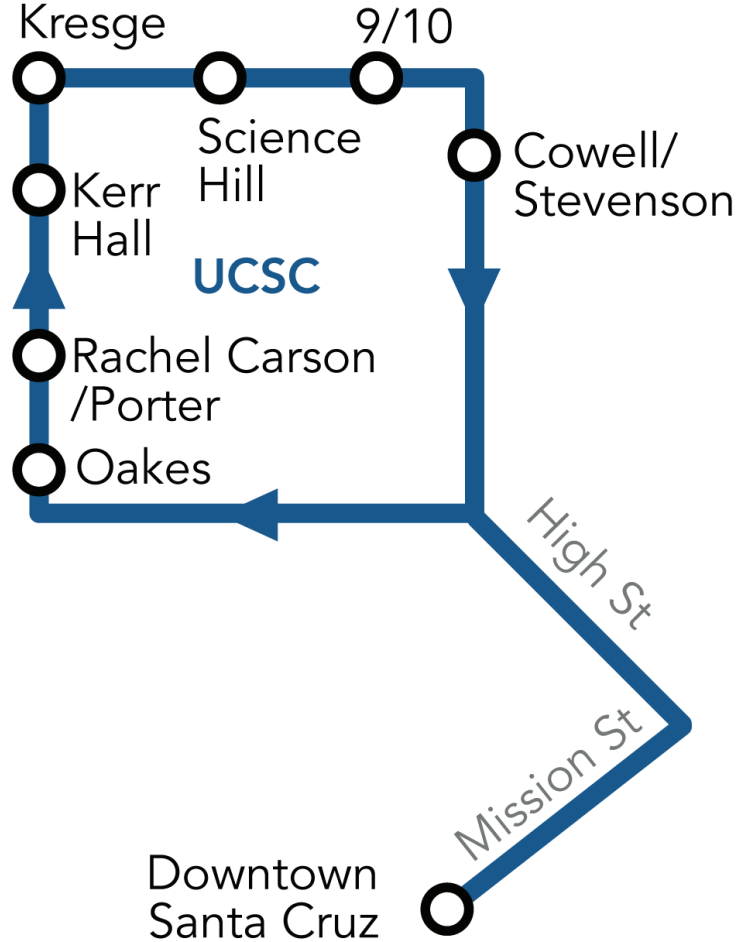 Kresge
9/10
Science
Hill
Cowell/
Stevenson
Kerr
Hall
UCSC
Rachel Carson
/Porter
Oakes
High St
Mission St
Downtown
Santa Cruz